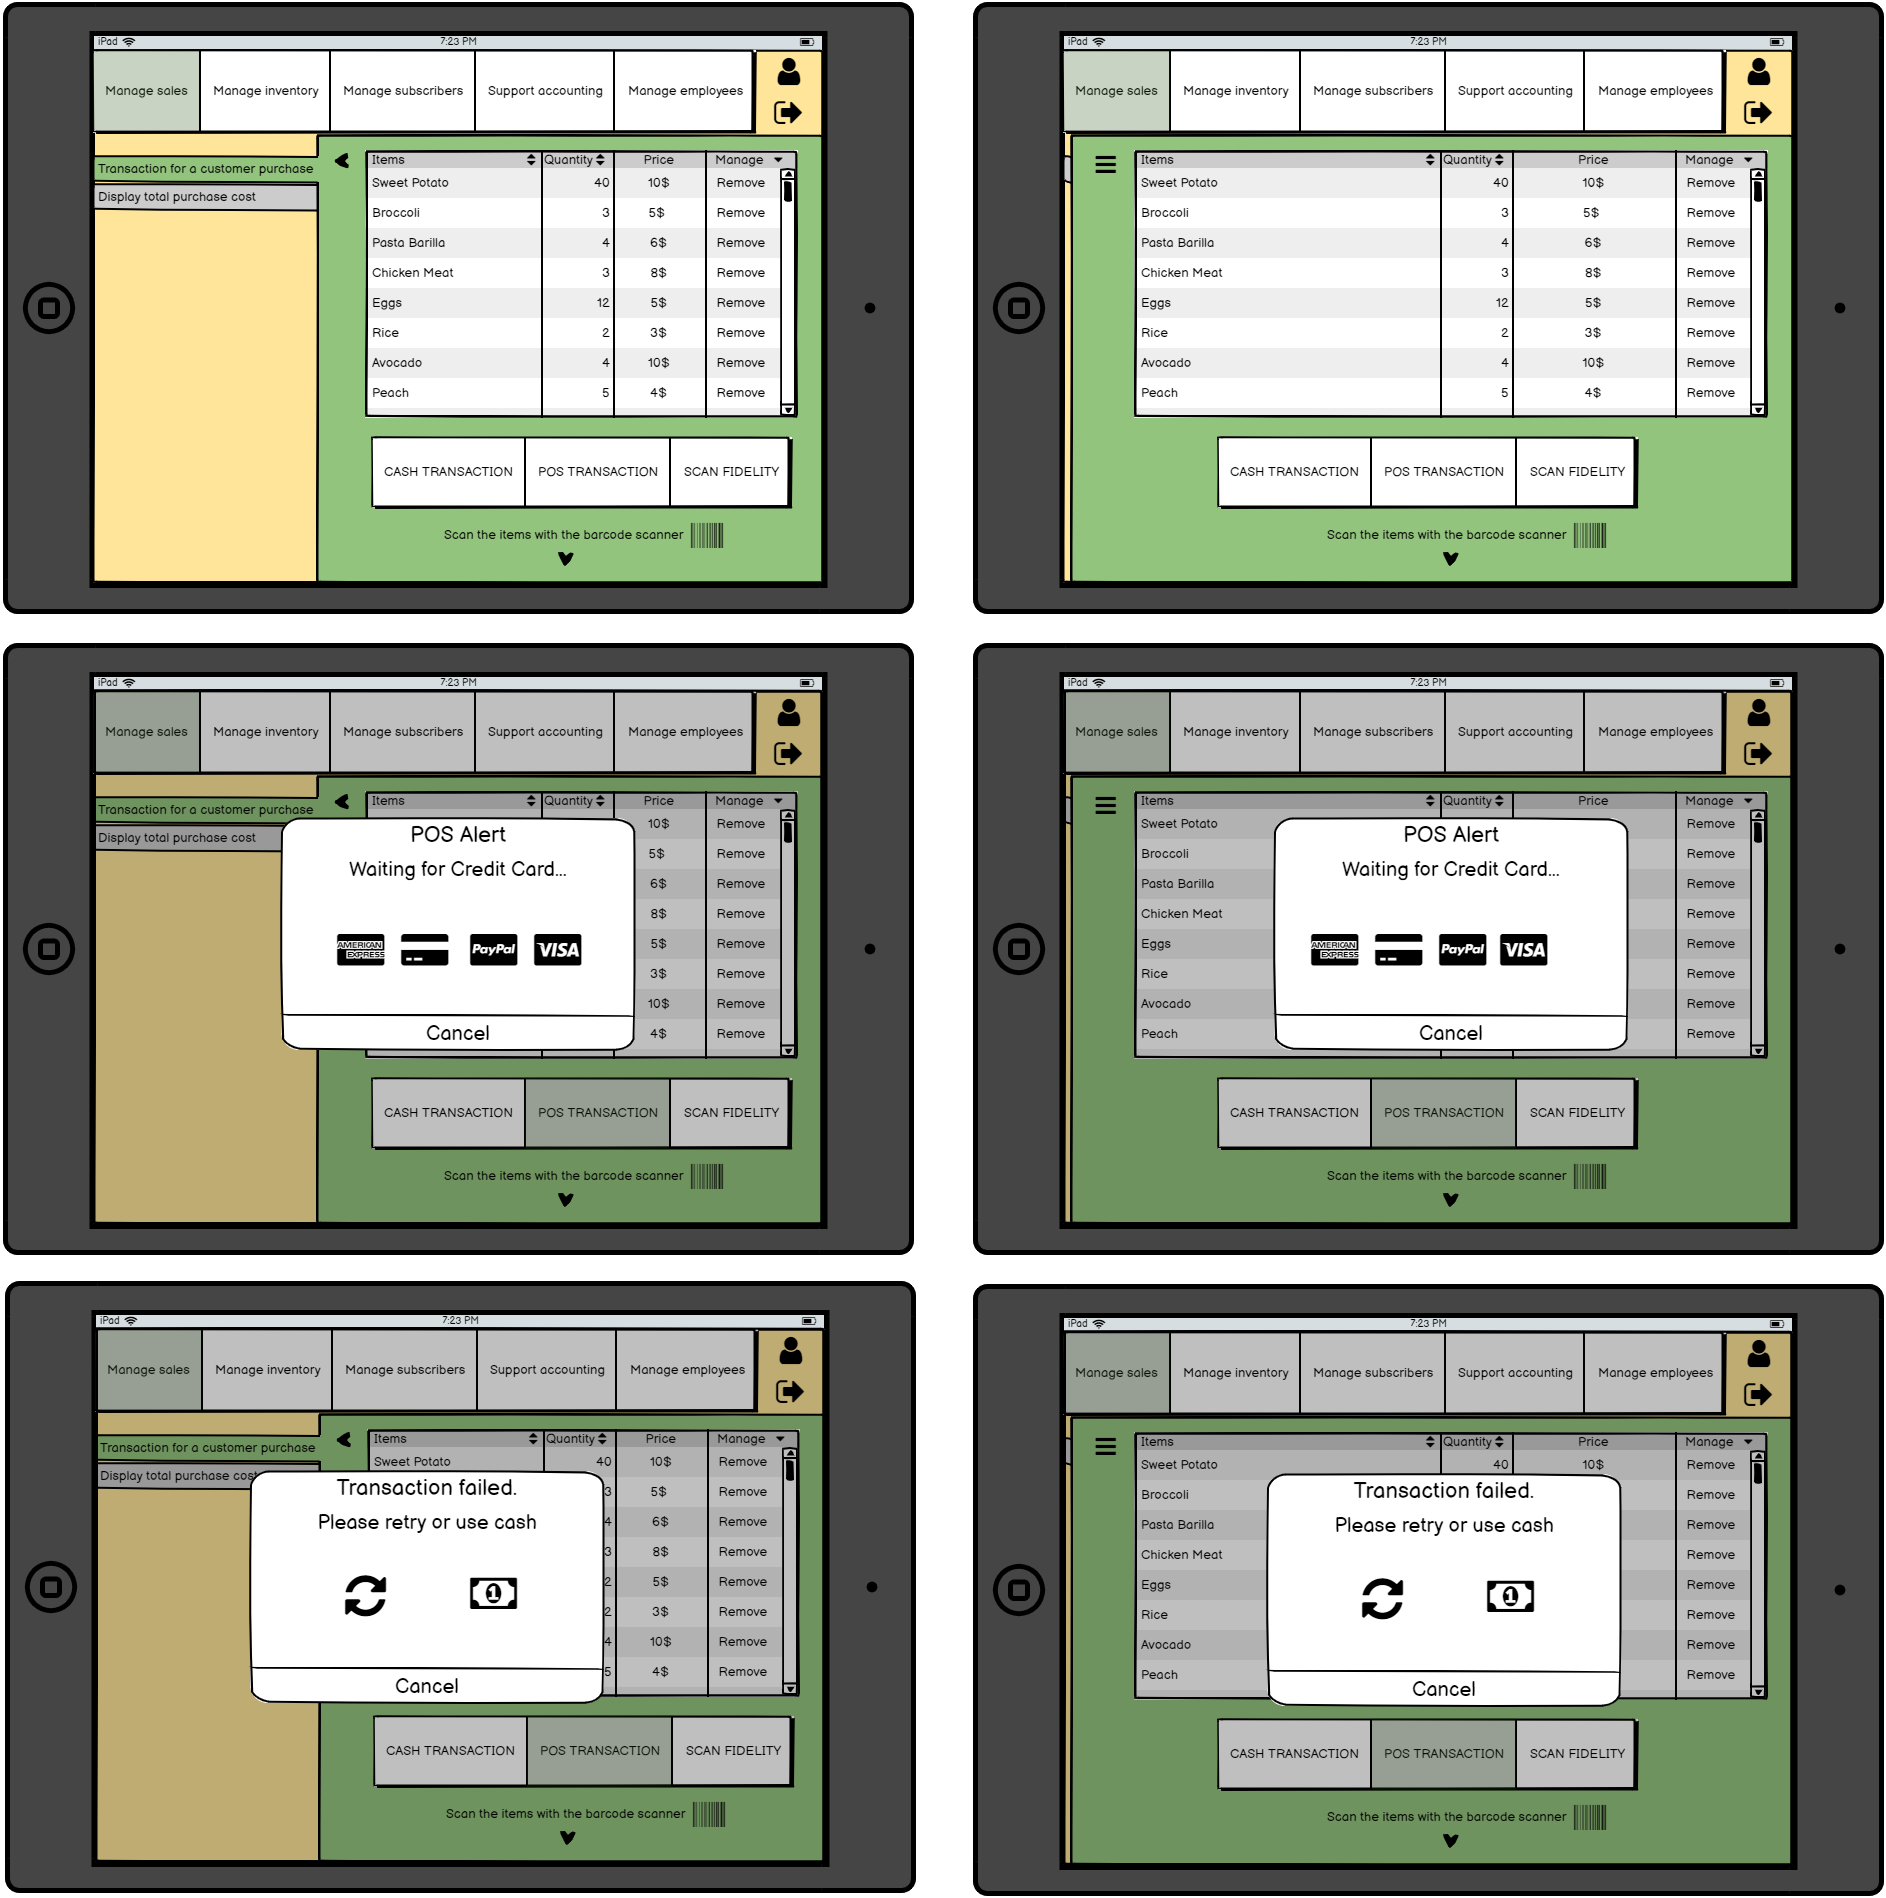 iPad 7:23 PM
Manage sales Manage inventory Manage subscribers Support accounting Manage employees
Transaction for a customer purchase
Display total purchase cost
Items Quantity Price Manage
Sweet Potato 40 10$ Remove
Broccoli 3 5$ Remove
Pasta Barilla 4 6$ Remove
Chicken Meat 3 8$ Remove
Eggs 12 5$ Remove
Rice 2 3$ Remove
Avocado 4 10$ Remove
Peach 5 4$ Remove
CASH TRANSACTION POS TRANSACTION SCAN FIDELITY
Scan the items with the barcode scanner
iPad 7:23 PM
Manage sales Manage inventory Manage subscribers Support accounting Manage employees
Items Quantity Price Manage
Sweet Potato 40 10$ Remove
Broccoli 3 5$ Remove
Pasta Barilla 4 6$ Remove
Chicken Meat 3 8$ Remove
Eggs 12 5$ Remove
Rice 2 3$ Remove
Avocado 4 10$ Remove
Peach 5 4$ Remove
CASH TRANSACTION POS TRANSACTION SCAN FIDELITY
Scan the items with the barcode scanner
iPad 7:23 PM
Manage sales Manage inventory Manage subscribers Support accounting Manage employees
Transaction for a customer purchase
Display total purchase cost
Items Quantity Price Manage
10$ Remove
5$ Remove
6$ Remove
8$ Remove
5$ Remove
3$ Remove
10$ Remove
4$ Remove
POS Alert
Waiting for Credit Card...
AMERICAN EXPRESS PayPal VISA
Cancel
CASH TRANSACTION POS TRANSACTION SCAN FIDELITY
Scan the items with the barcode scanner
iPad 7:23 PM
Manage sales Manage inventory Manage subscribers Support accounting Manage employees
Items Quantity Price Manage
Sweet Potato Remove
Broccoli Remove
Pasta Barilla Remove
Chicken Meat Remove
Eggs Remove
Rice Remove
Avocado Remove
Peach Remove
POS Alert
Waiting for Credit Card...
AMERICAN EXPRESS PayPal VISA
Cancel
CASH TRANSACTION POS TRANSACTION SCAN FIDELITY
Scan the items with the barcode scanner
iPad 7:23 PM
Manage sales Manage inventory Manage subscribers Support accounting Manage employees
Transaction for a customer purchase
Display total purchase cost
Items Quantity Price Manage
Sweet Potato 40 10$ Remove
3 5$ Remove
4 6$ Remove
3 8$ Remove
2 5$ Remove
2 3$ Remove
4 10$ Remove
5 4$ Remove
Transaction failed.
Please retry or use cash
1
Cancel
CASH TRANSACTION POS TRANSACTION SCAN FIDELITY
Scan the items with the barcode scanner
iPad 7:23 PM
Manage sales Manage inventory Manage subscribers Support accounting Manage employees
Items Quantity Price Manage
Sweet Potato 40 10$ Remove
Broccoli Remove
Pasta Barilla Remove
Chicken Meat Remove
Eggs Remove
Rice Remove
Avocado Remove
Peach Remove
Transaction failed.
Please retry or use cash
1
Cancel
CASH TRANSACTION POS TRANSACTION SCAN FIDELITY
Scan the items with the barcode scanner